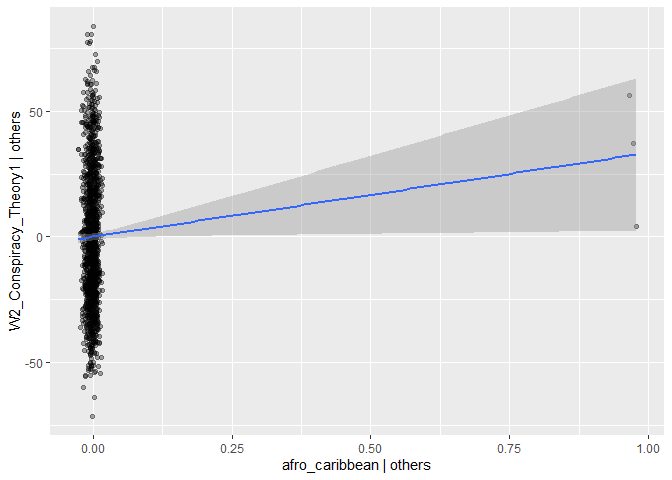 W2_Conspiracy_Theory1 | others
50
0
-50
0.00 0.25 0.50 0.75 1.00
afro_caribbean | others